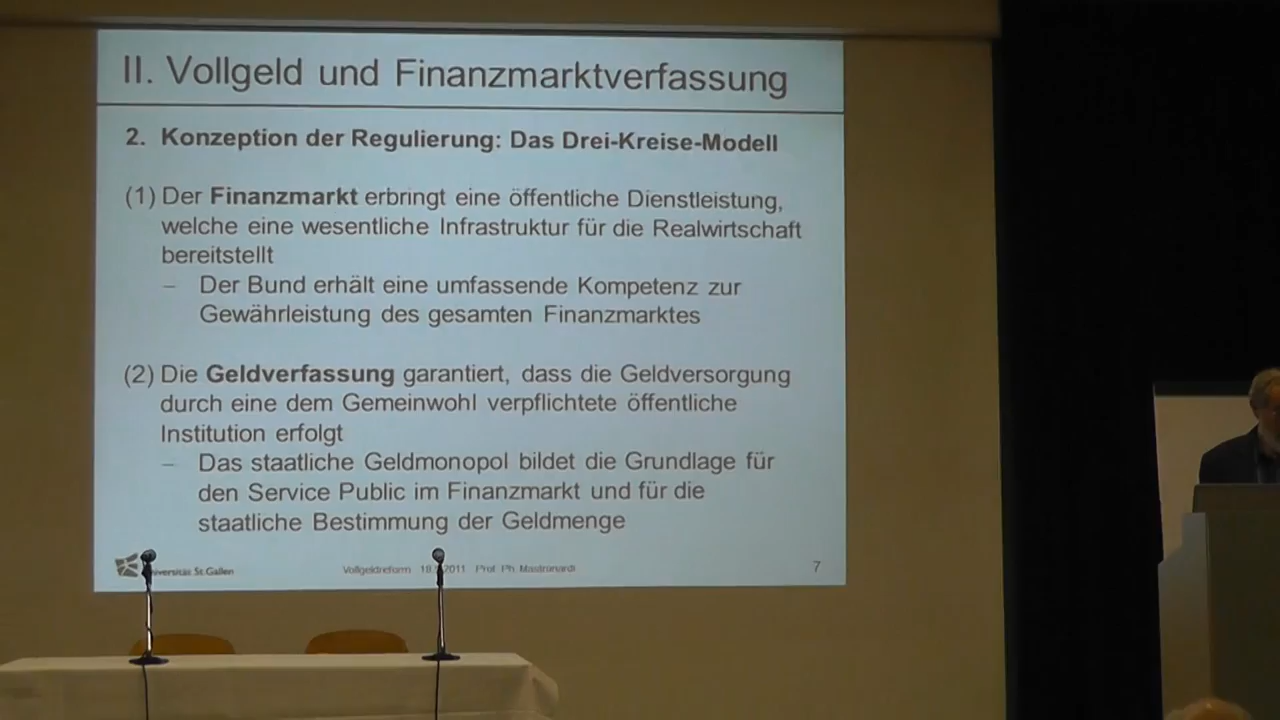 II. Vollgeld und Finanzmarktverfassung
2. Konzeption der Regulierung: Das Drei-Kreise-Modell
(1) Der Finanzmarkt erbringt eine öffentliche Dienstleistung,
welche eine wesentliche Infrastruktur für die Realwirtschaft
bereitstellt
– Der Bund erhält eine umfassende Kompetenz zur
Gewährleistung des gesamten Finanzmarktes
(2) Die Geldverfassung garantiert, dass die Geldversorgung
durch eine dem Gemeinwohl verpflichtete öffentliche
Institution erfolgt
– Das staatliche Geldmonopol bildet die Grundlage für
den Service Public im Finanzmarkt und für die
staatliche Bestimmung der Geldmenge
St.Gallen Vollgeldreform 2011 Prof. Ph. Mastronardi 7